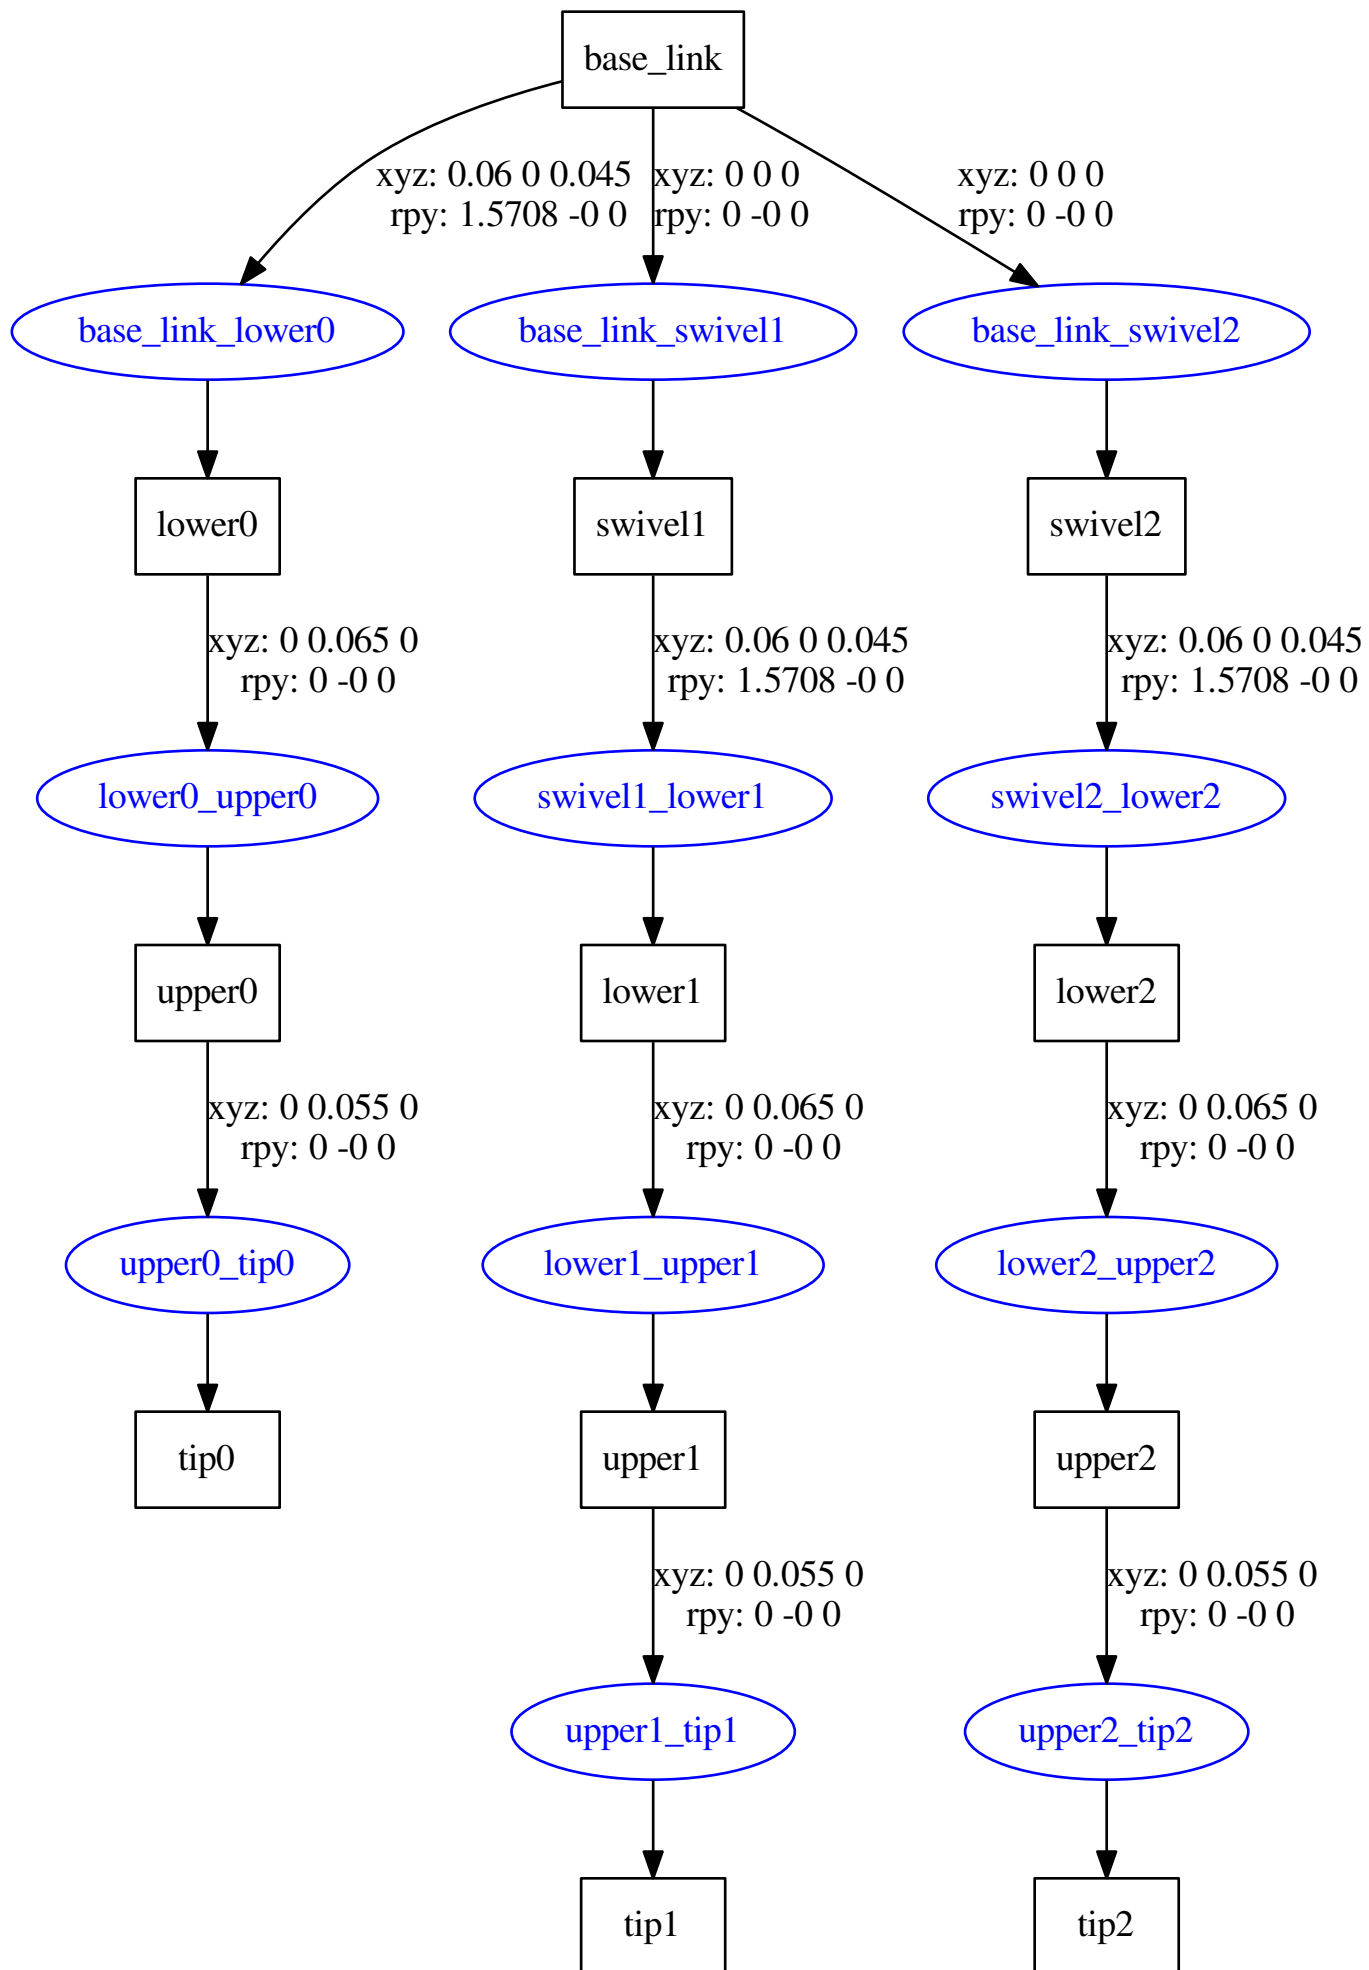 base_link
xyz: 0.06 0 0.045
rpy: 1.5708 -0 0
xyz: 0 0 0
rpy: 0 -0 0
xyz: 0 0 0
rpy: 0 -0 0
base_link_lower0
base_link_swivel1
base_link_swivel2
lower0
swivel1
swivel2
xyz: 0 0.065 0
rpy: 0 -0 0
xyz: 0.06 0 0.045
rpy: 1.5708 -0 0
xyz: 0.06 0 0.045
rpy: 1.5708 -0 0
lower0_upper0
swivel1_lower1
swivel2_lower2
upper0
lower1
lower2
xyz: 0 0.055 0
rpy: 0 -0 0
xyz: 0 0.065 0
rpy: 0 -0 0
xyz: 0 0.065 0
rpy: 0 -0 0
upper0_tip0
lower1_upper1
lower2_upper2
tip0
upper1
upper2
xyz: 0 0.055 0
rpy: 0 -0 0
xyz: 0 0.055 0
rpy: 0 -0 0
upper1_tip1
upper2_tip2
tip1
tip2